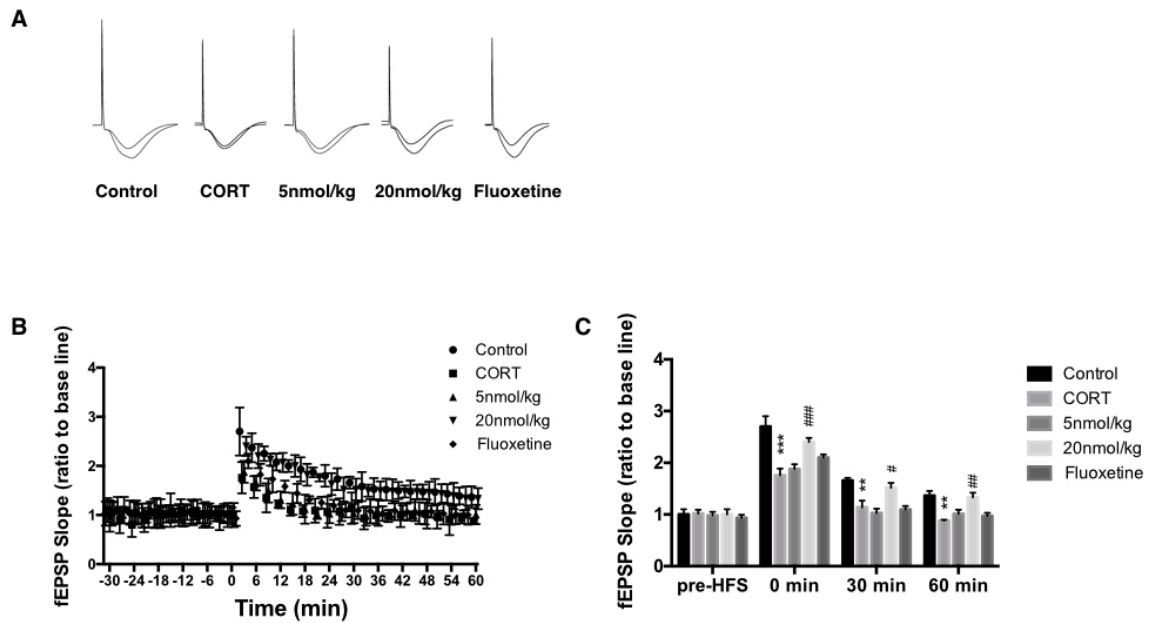 A
Control CORT 5nmol/kg 20nmol/kg Fluoxetine
B
fEPSP Slope (ratio to base line)
4
3
2
1
0
-30 -24 -18 -12 -6 0 6 12 18 24 30 36 42 48 54 60
Time (min)
Control
CORT
5nmol/kg
20nmol/kg
Fluoxetine
C
fEPSP Slope (ratio to base line)
4
3
2
1
0
*** ###
** #
** ##
pre-HFS 0 min 30 min 60 min
Control
CORT
5nmol/kg
20nmol/kg
Fluoxetine